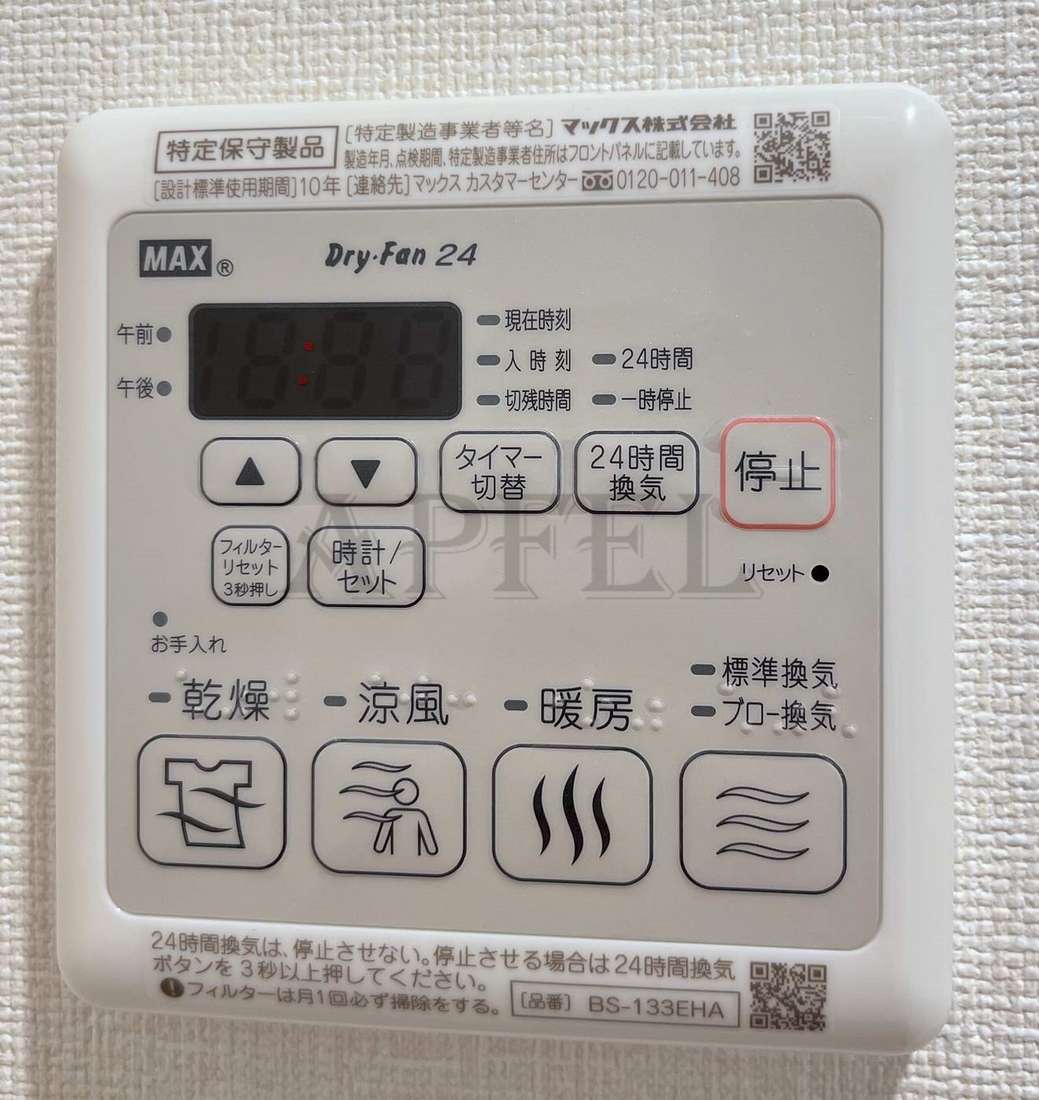 特定保守製品
[特定製造事業者等名] マックス株式会社
製造年月、点検期間、特定製造事業者住所はフロントパネルに記載しています。
[設計標準使用期間]10年 [連絡先]マックス カスタマーセンター 0120-011-408
MAX® Dry・Fan 24
午前
午後
現在時刻
入時刻 24時間
切残時間 一時停止
▲ ▼
タイマー
切替
24時間
換気
停止
フィルター
リセット
3秒押し
時計/
セット
リセット
APFEL
お手入れ
乾燥 涼風 暖房
標準換気
ブロー換気
24時間換気は、停止させない。停止させる場合は24時間換気
ボタンを3秒以上押してください。
フィルターは月1回必ず掃除をする。 [品番] BS-133EHA